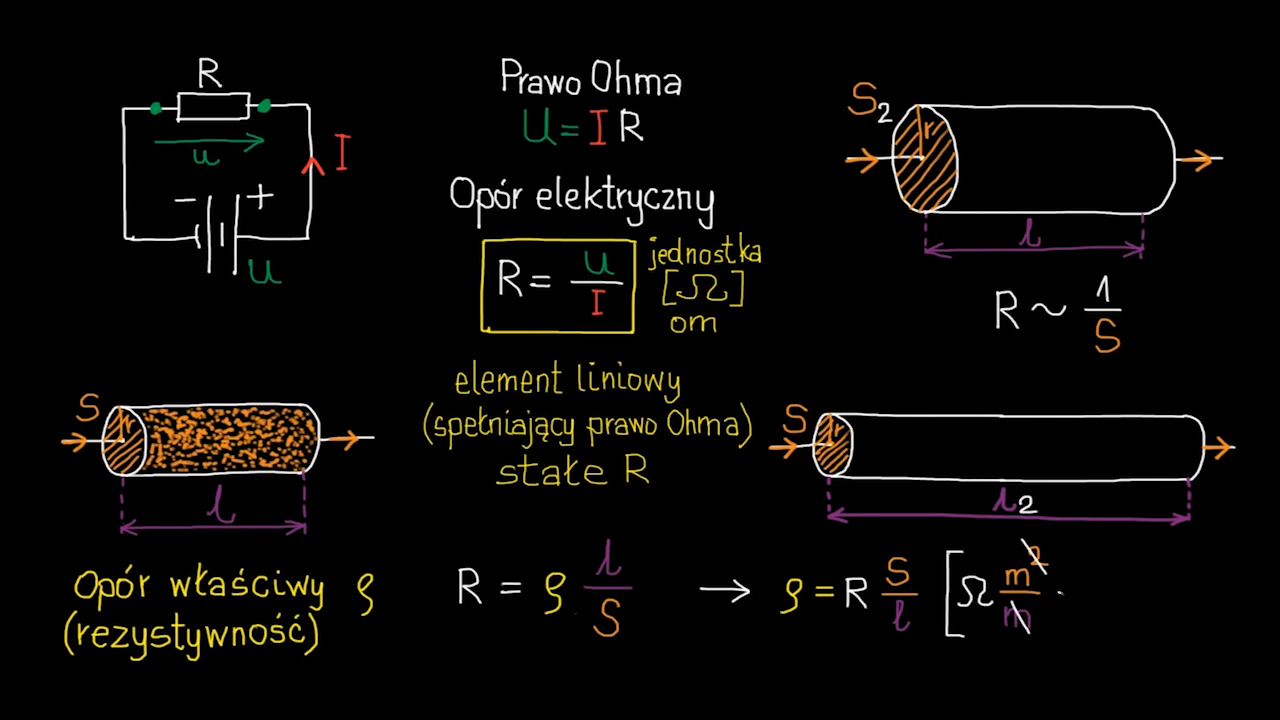 R
u
I
- +
U
Prawo Ohma
U = I R
Opór elektryczny
R = U / I
jednostka
[Ω]
om
element liniowy
(spełniający prawo Ohma)
stałe R
S₂
r
l
R ~ 1 / S
S
r
l
S
r
l₂
Opór właściwy ρ
(rezystywność)
R = ρ l / S → ρ = R S / l [Ω m² / m ·